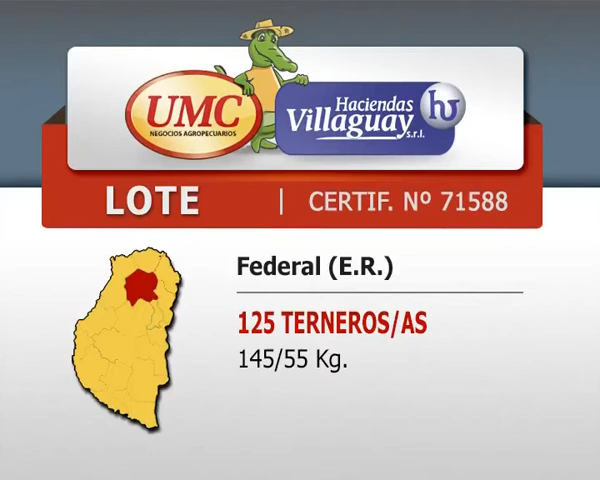 UMC
NEGOCIOS AGROPECUARIOS
Haciendas
Villaguay
s.r.l.
hv
LOTE | CERTIF. Nº 71588
Federal (E.R.)
125 TERNEROS/AS
145/55 Kg.